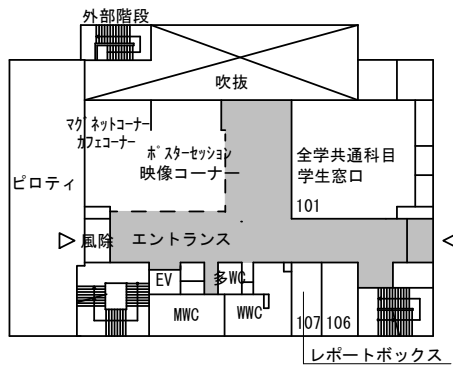 外部階段
吹抜
マグネットコーナー
カフェコーナー
ポスターセッション
映像コーナー
全学共通科目
学生窓口
ピロティ
101
風除
エントランス
EV
多WC
MWC
WWC
107
106
レポートボックス